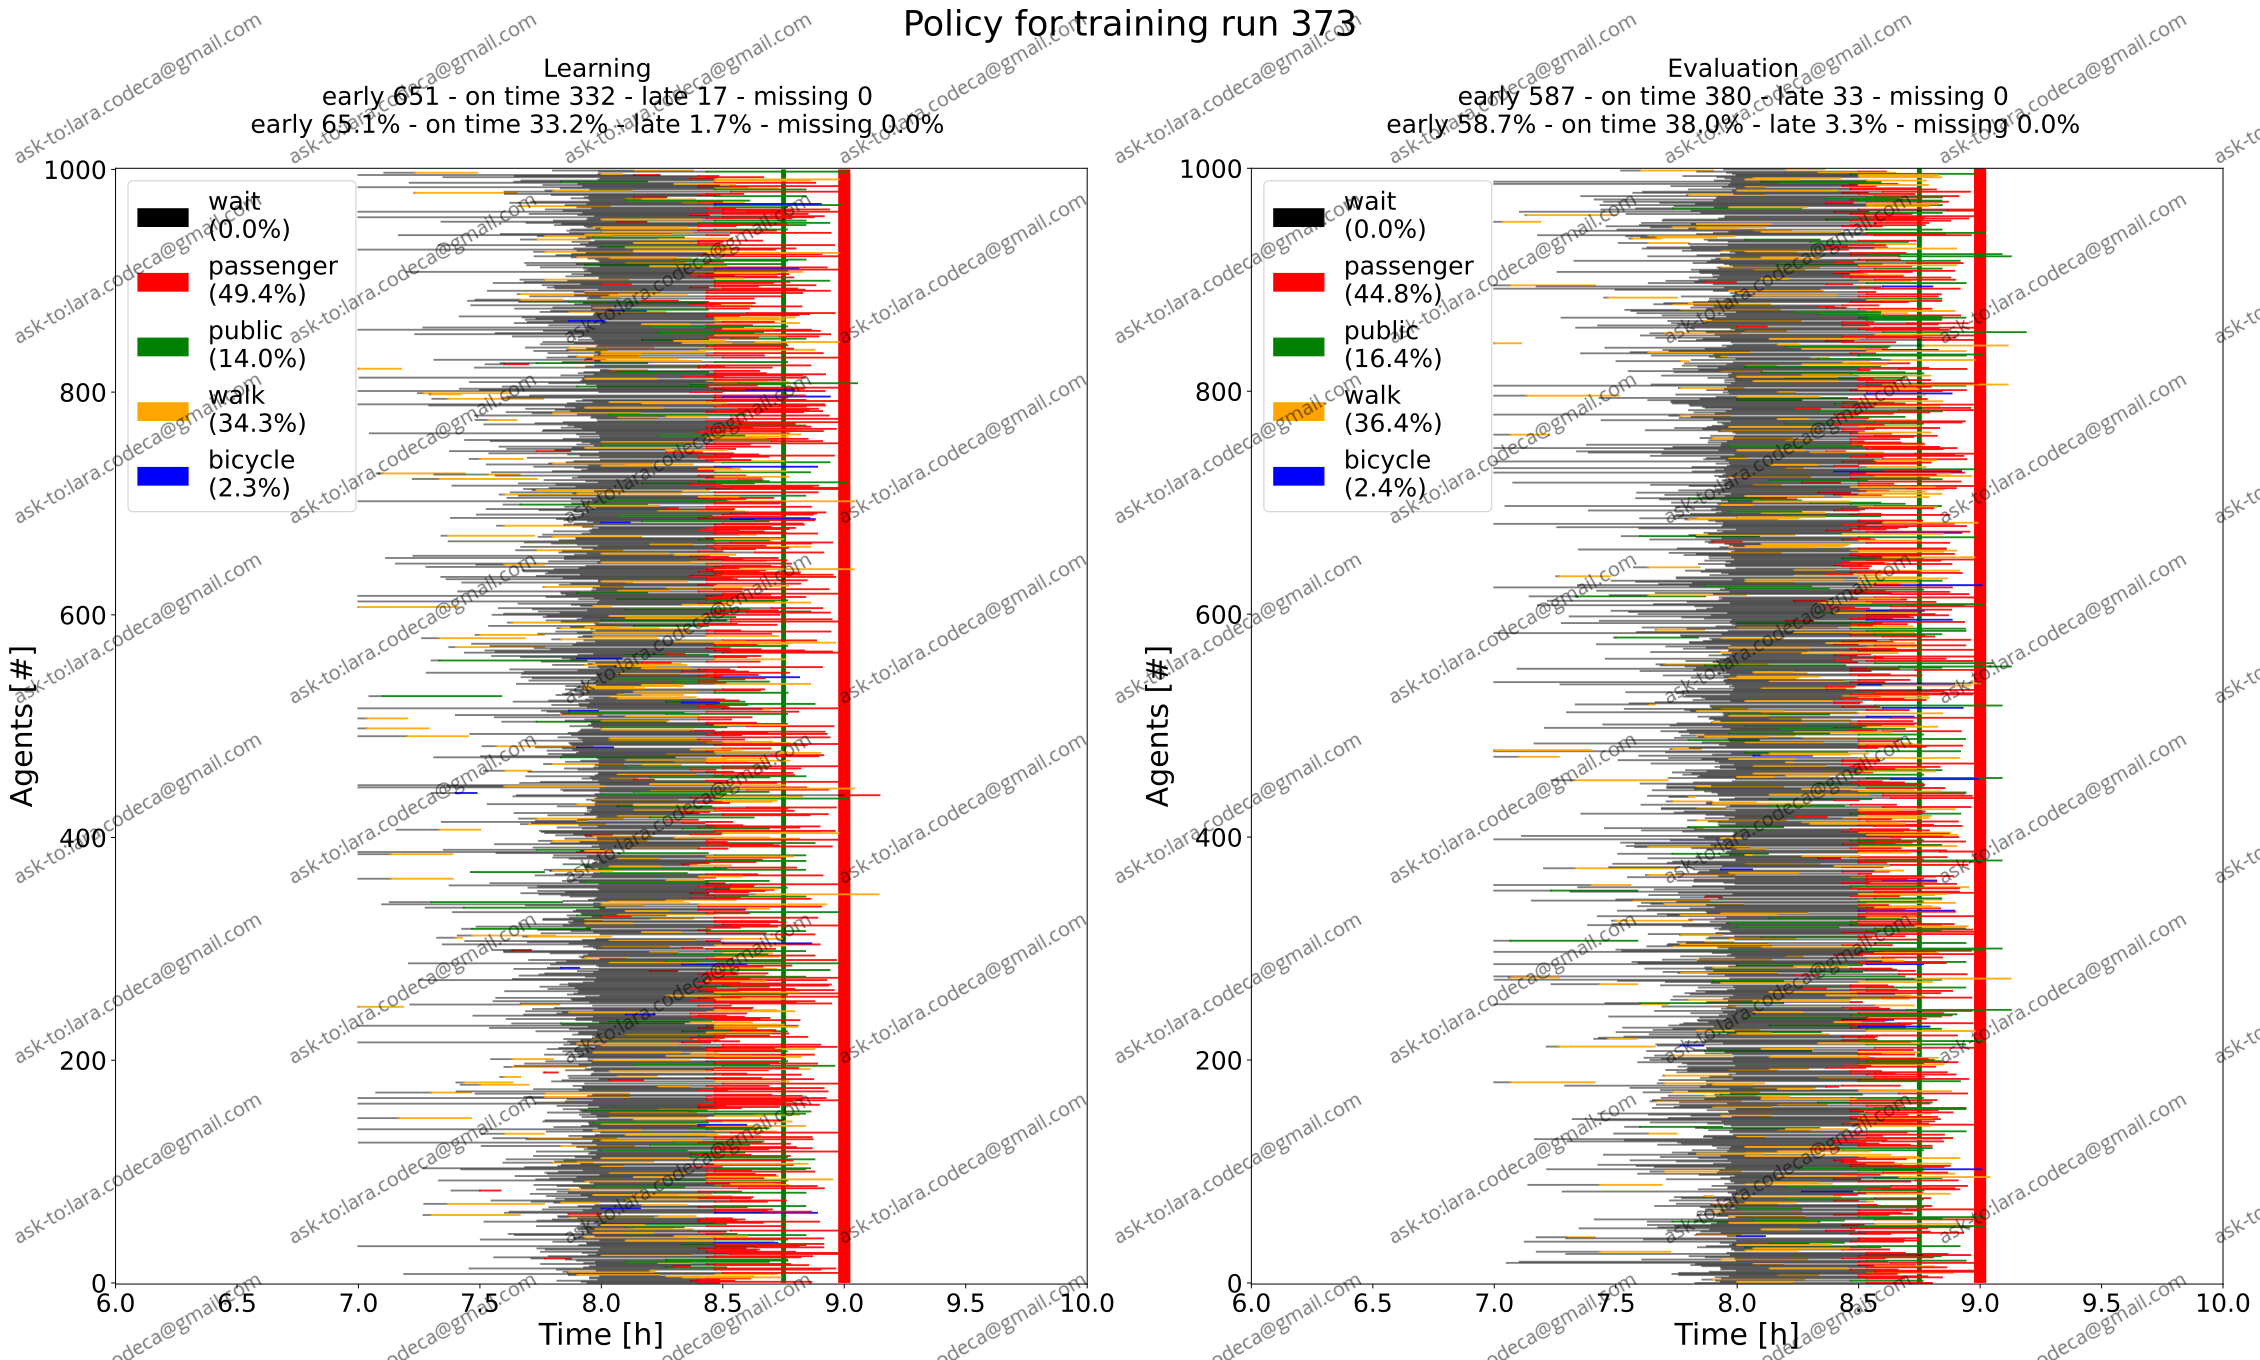 Policy for training run 373
Learning
early 651 - on time 332 - late 17 - missing 0
early 65.1% - on time 33.2% - late 1.7% - missing 0.0%
Agents [#]
1000
800
600
400
200
0
wait
(0.0%)
passenger
(49.4%)
public
(14.0%)
walk
(34.3%)
bicycle
(2.3%)
6.0 6.5 7.0 7.5 8.0 8.5 9.0 9.5 10.0
Time [h]
Evaluation
early 587 - on time 380 - late 33 - missing 0
early 58.7% - on time 38.0% - late 3.3% - missing 0.0%
Agents [#]
1000
800
600
400
200
0
wait
(0.0%)
passenger
(44.8%)
public
(16.4%)
walk
(36.4%)
bicycle
(2.4%)
6.0 6.5 7.0 7.5 8.0 8.5 9.0 9.5 10.0
Time [h]
ask-to:lara.codeca@gmail.com